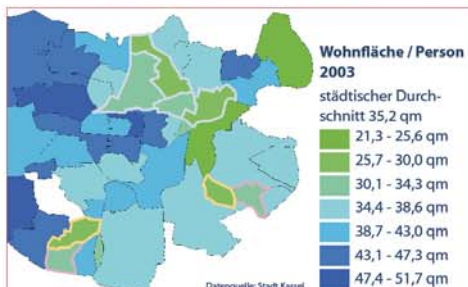 Wohnfläche / Person
2003
städtischer Durch-
schnitt 35,2 qm
21,3 - 25,6 qm
25,7 - 30,0 qm
30,1 - 34,3 qm
34,4 - 38,6 qm
38,7 - 43,0 qm
43,1 - 47,3 qm
47,4 - 51,7 qm
Datenquelle: Stadt Kassel